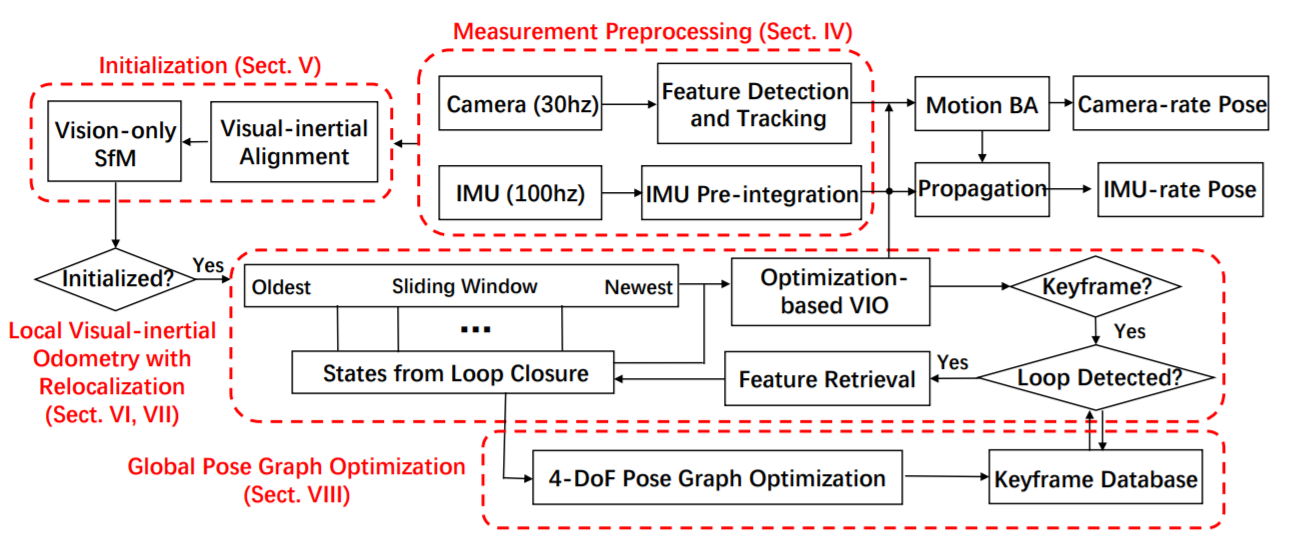 Measurement Preprocessing (Sect. IV)
Initialization (Sect. V)
Vision-only
SfM
Visual-inertial
Alignment
Camera (30hz)
Feature Detection
and Tracking
Motion BA
Camera-rate Pose
IMU (100hz)
IMU Pre-integration
Propagation
IMU-rate Pose
Initialized?
Yes
Local Visual-inertial
Odometry with
Relocalization
(Sect. VI, VII)
Oldest
Sliding Window
Newest
...
States from Loop Closure
Optimization-
based VIO
Keyframe?
Yes
Loop Detected?
Yes
Feature Retrieval
Global Pose Graph Optimization
(Sect. VIII)
4-DoF Pose Graph Optimization
Keyframe Database